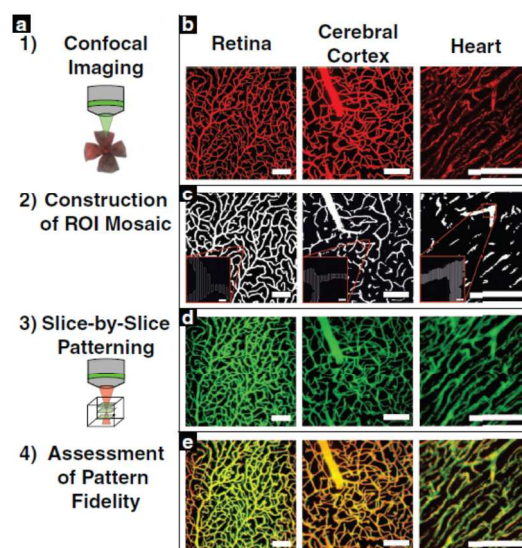 a
1) Confocal
Imaging
2) Construction
of ROI Mosaic
3) Slice-by-Slice
Patterning
4) Assessment
of Pattern
Fidelity
b
Retina
Cerebral
Cortex
Heart
c
d
e